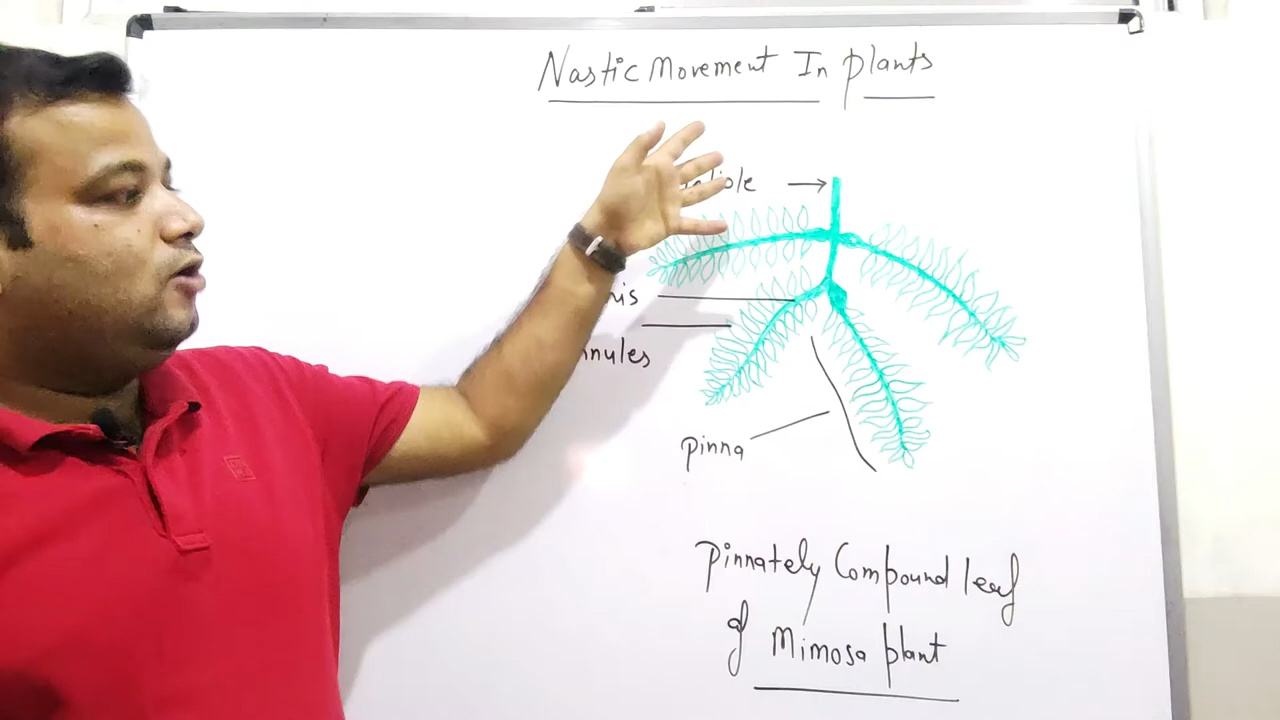 Nastic Movement In plants
pinna
Pinnately Compound leaf
of Mimosa plant